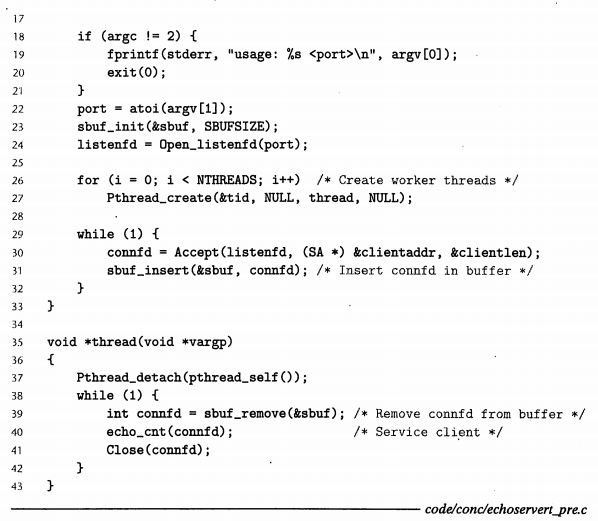 17
18 if (argc != 2) {
19 fprintf(stderr, "usage: %s <port>\n", argv[0]);
20 exit(0);
21 }
22 port = atoi(argv[1]);
23 sbuf_init(&sbuf, SBUFSIZE);
24 listenfd = Open_listenfd(port);
25
26 for (i = 0; i < NTHREADS; i++) /* Create worker threads */
27 Pthread_create(&tid, NULL, thread, NULL);
28
29 while (1) {
30 connfd = Accept(listenfd, (SA *) &clientaddr, &clientlen);
31 sbuf_insert(&sbuf, connfd); /* Insert connfd in buffer */
32 }
33 }
34
35 void *thread(void *vargp)
36 {
37 Pthread_detach(pthread_self());
38 while (1) {
39 int connfd = sbuf_remove(&sbuf); /* Remove connfd from buffer */
40 echo_cnt(connfd); /* Service client */
41 Close(connfd);
42 }
43 }
code/conc/echoservert_pre.c